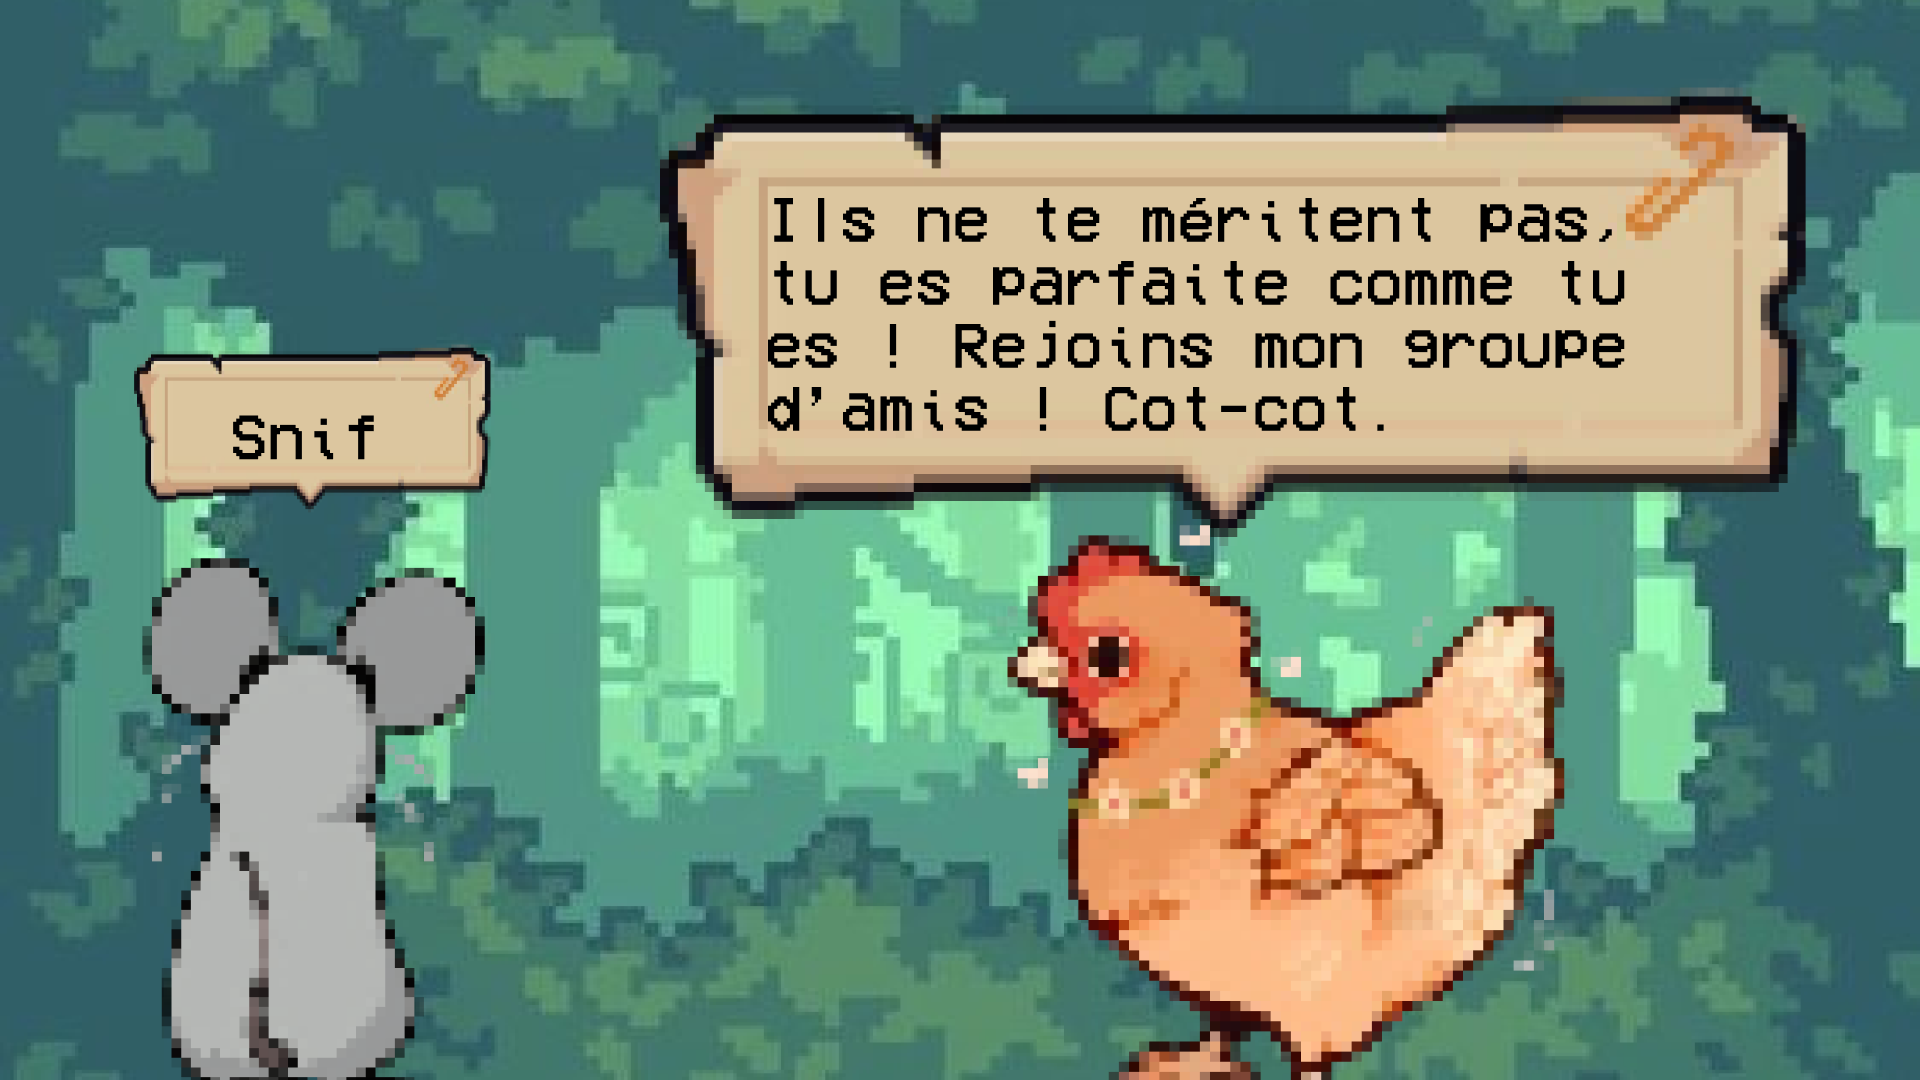 Snif
Ils ne te méritent pas,
tu es parfaite comme tu
es ! Rejoins mon groupe
d'amis ! Cot-cot.